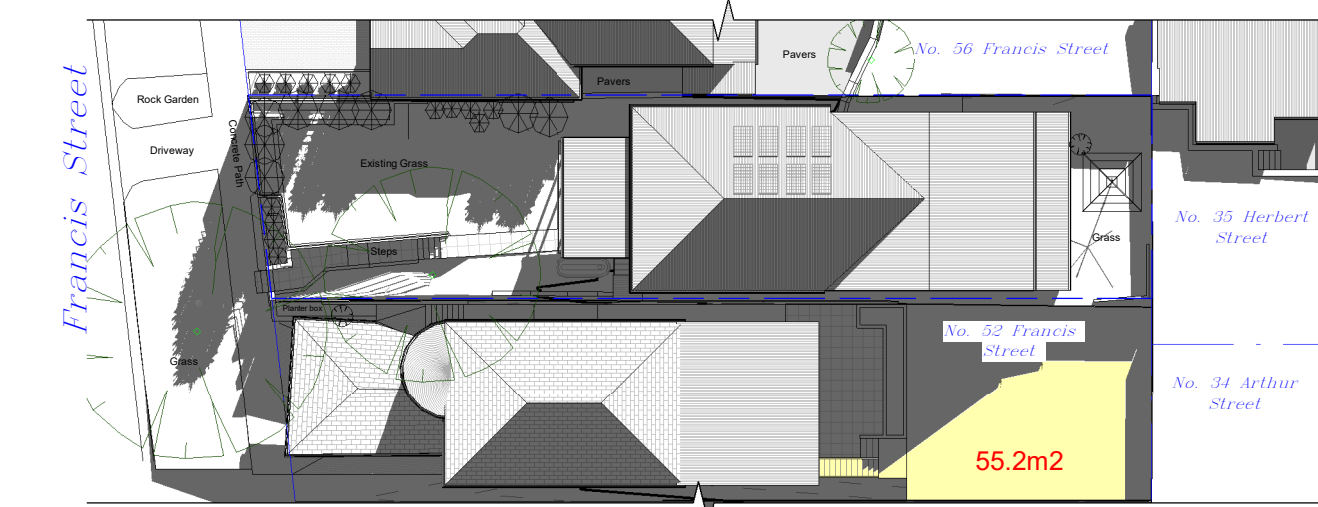 No. 56 Francis Street
Pavers
Pavers
Rock Garden
Driveway
Concrete Path
Francis Street
Existing Grass
Steps
Grass
No. 35 Herbert
Street
Planter box
No. 52 Francis
Street
Grass
No. 34 Arthur
Street
55.2m2